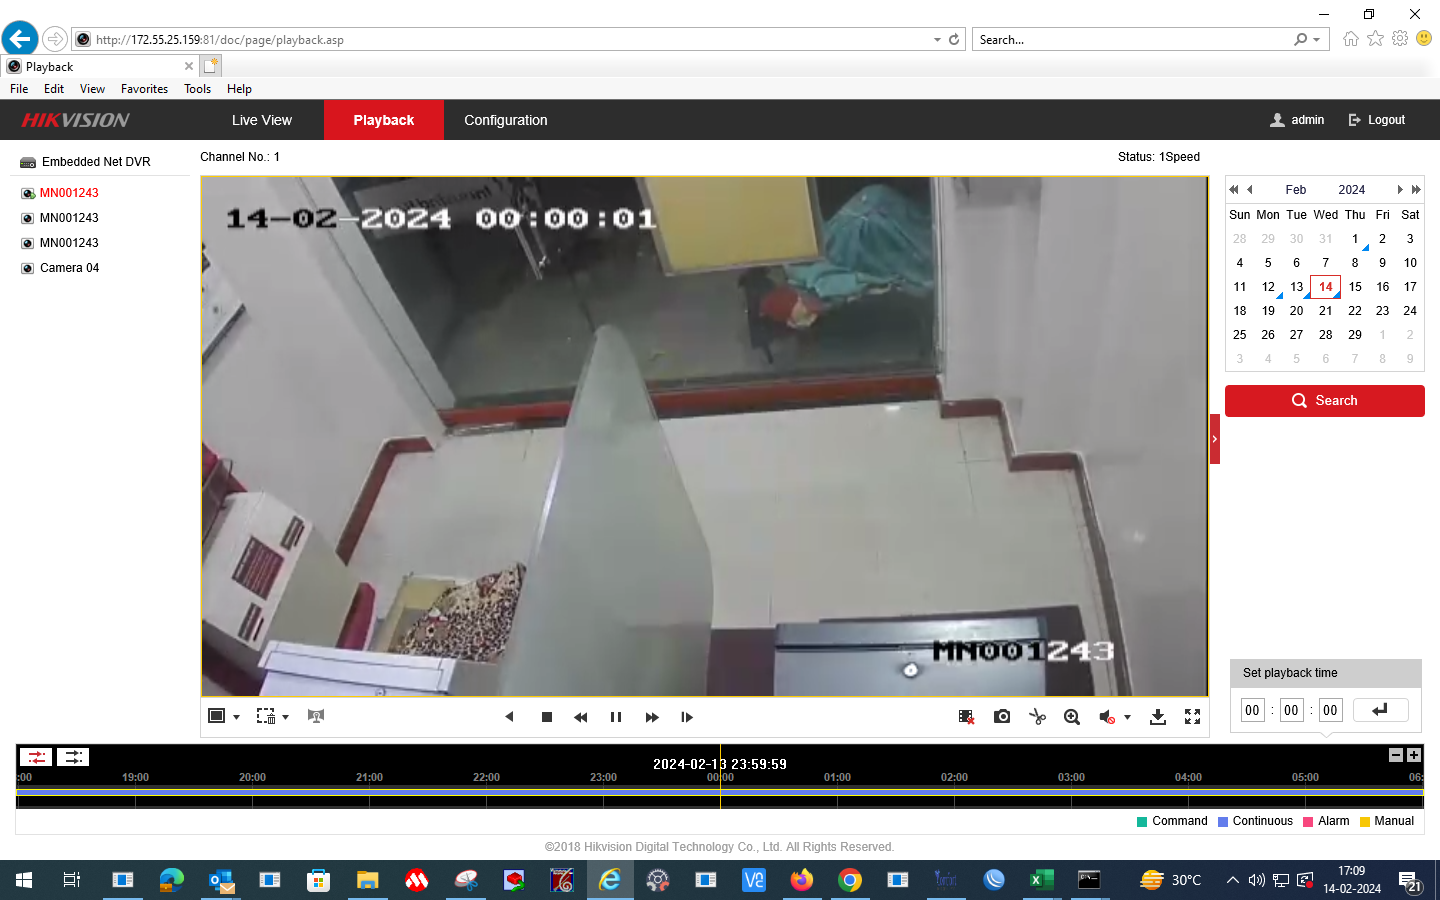 http://172.55.25.159:81/doc/page/playback.asp
Search...
Playback
File Edit View Favorites Tools Help
HIKVISION
Live View Playback Configuration
admin Logout
Embedded Net DVR
MN001243
MN001243
MN001243
Camera 04
Channel No.: 1
Status: 1Speed
14-02-2024 00:00:01
MN001243
Feb 2024
Sun Mon Tue Wed Thu Fri Sat
28 29 30 31 1 2 3
4 5 6 7 8 9 10
11 12 13 14 15 16 17
18 19 20 21 22 23 24
25 26 27 28 29 1 2
3 4 5 6 7 8 9
Search
Set playback time
00 : 00 : 00
2024-02-13 23:59:59
:00 19:00 20:00 21:00 22:00 23:00 00:00 01:00 02:00 03:00 04:00 05:00 06:
Command Continuous Alarm Manual
©2018 Hikvision Digital Technology Co., Ltd. All Rights Reserved.
30°C
17:09
14-02-2024
21